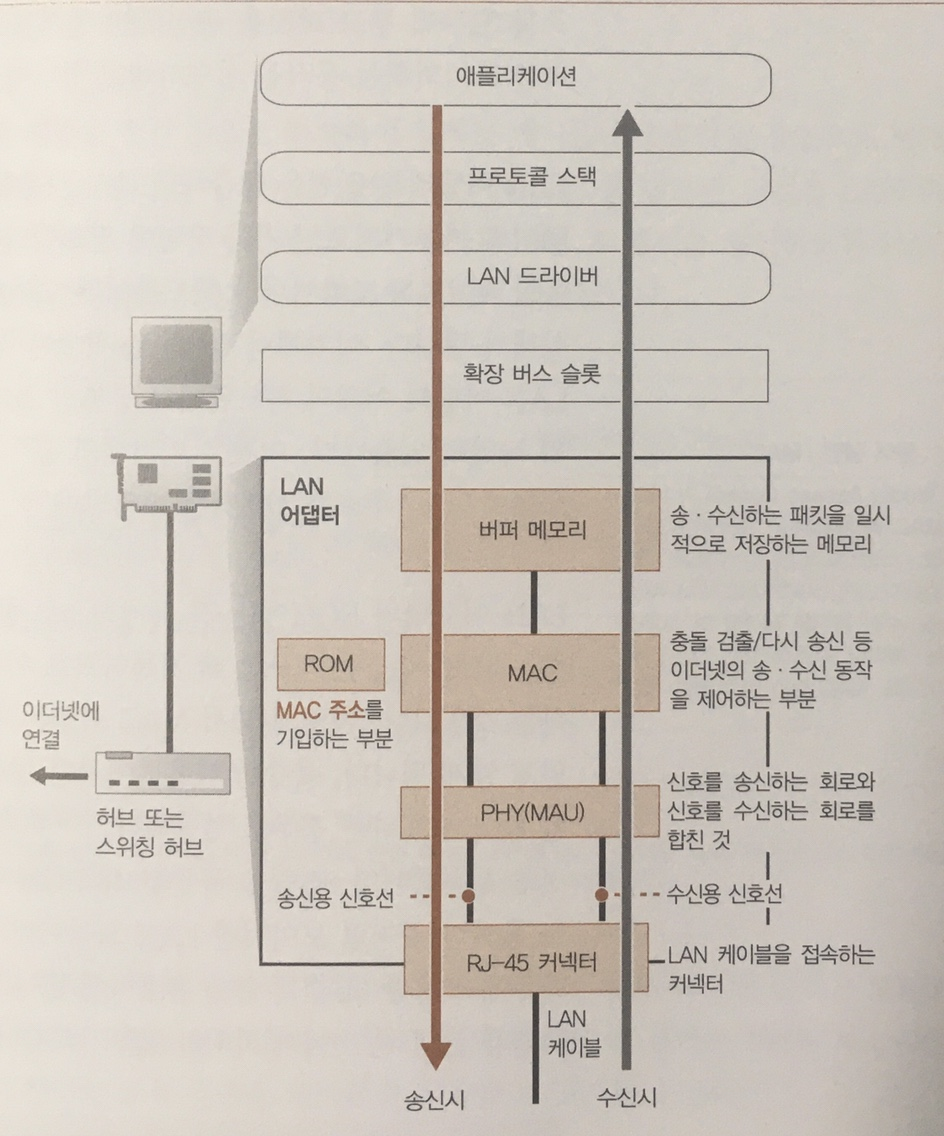 애플리케이션
프로토콜 스택
LAN 드라이버
확장 버스 슬롯
LAN
어댑터
버퍼 메모리
송 · 수신하는 패킷을 일시
적으로 저장하는 메모리
ROM
MAC 주소를
기입하는 부분
MAC
충돌 검출/다시 송신 등
이더넷의 송 · 수신 동작
을 제어하는 부분
이더넷에
연결
허브 또는
스위칭 허브
PHY(MAU)
신호를 송신하는 회로와
신호를 수신하는 회로를
합친 것
송신용 신호선
수신용 신호선
RJ-45 커넥터
LAN 케이블을 접속하는
커넥터
LAN
케이블
송신시
수신시